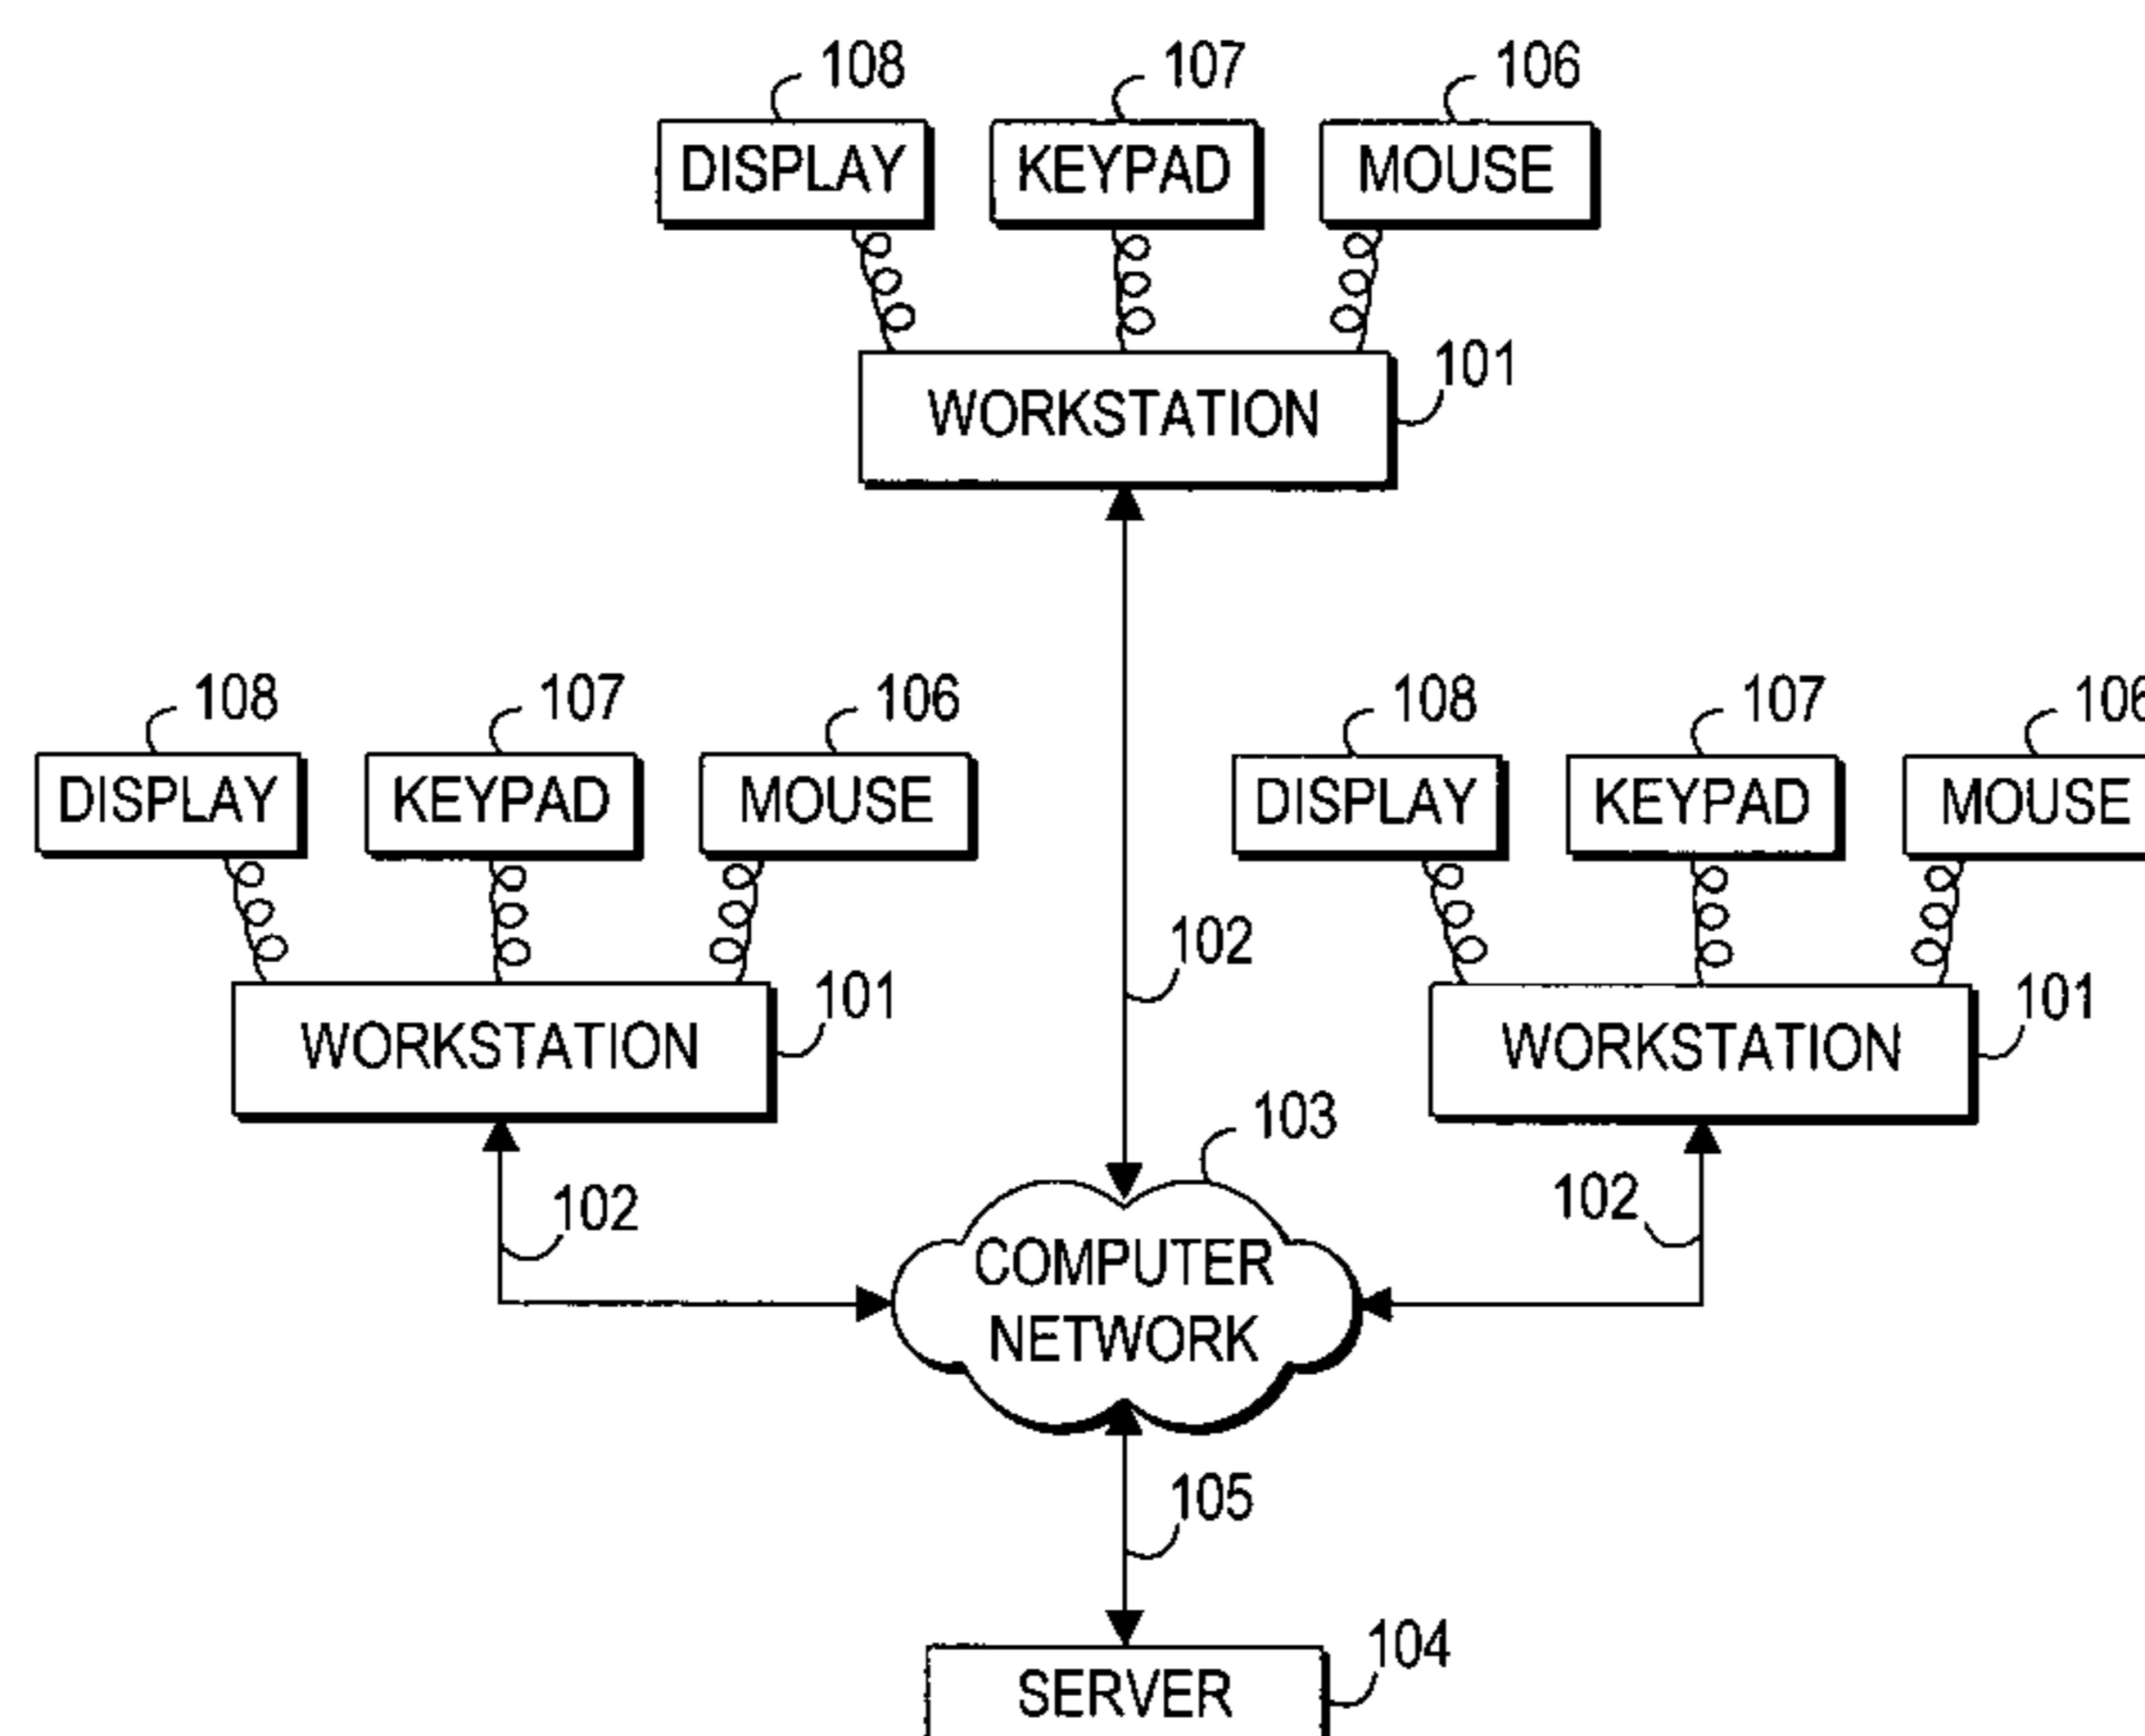 108 107 106
DISPLAY KEYPAD MOUSE
101
WORKSTATION
108 107 106 108 107 106
DISPLAY KEYPAD MOUSE DISPLAY KEYPAD MOUSE
102
101 101
WORKSTATION WORKSTATION
103
102 102
COMPUTER
NETWORK
105
104
SERVER